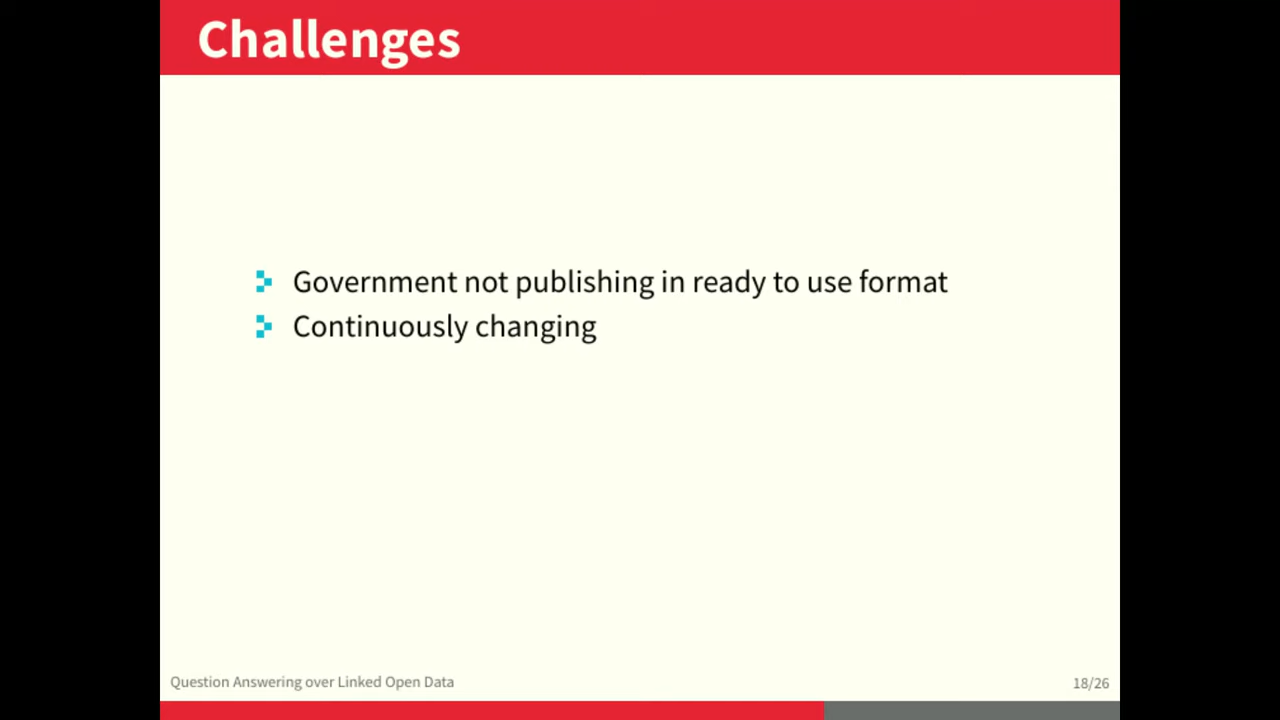 Challenges
Government not publishing in ready to use format
Continuously changing
Question Answering over Linked Open Data
18/26